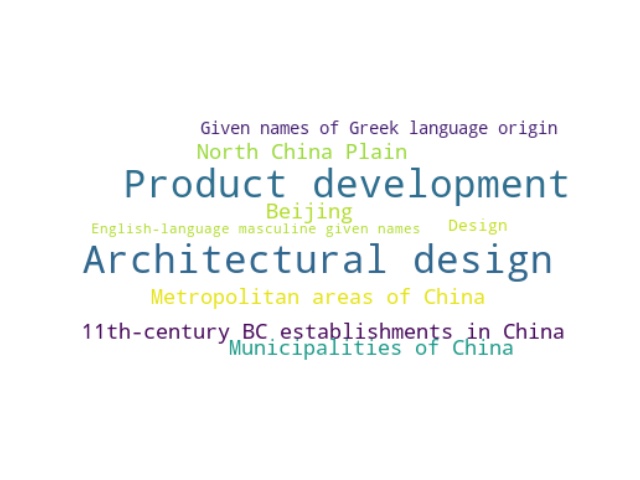 Given names of Greek language origin
North China Plain
Product development
Beijing
English-language masculine given names
Design
Architectural design
Metropolitan areas of China
11th-century BC establishments in China
Municipalities of China